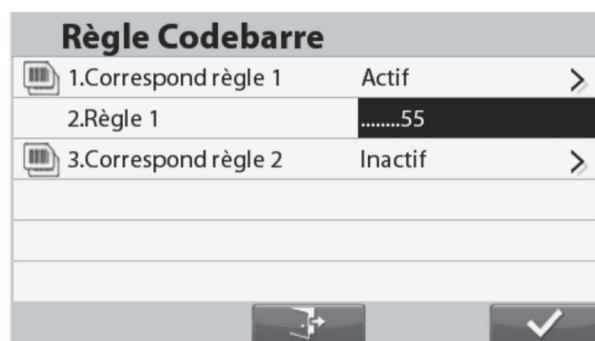 Règle Codebarre
1.Correspond règle 1 Actif
2.Règle 1 ........55
3.Correspond règle 2 Inactif